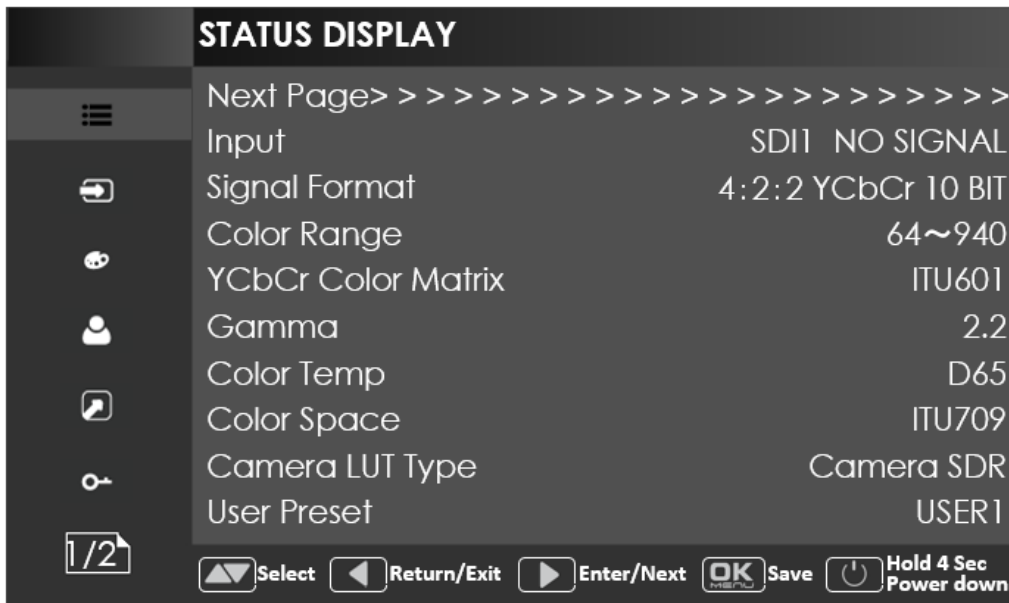 STATUS DISPLAY
Next Page> > > > > > > > > > > > > > > > > > > > > > >
Input SDI1 NO SIGNAL
Signal Format 4:2:2 YCbCr 10 BIT
Color Range 64～940
YCbCr Color Matrix ITU601
Gamma 2.2
Color Temp D65
Color Space ITU709
Camera LUT Type Camera SDR
User Preset USER1
1/2
Select Return/Exit Enter/Next OK MENU Save Hold 4 Sec
Power down